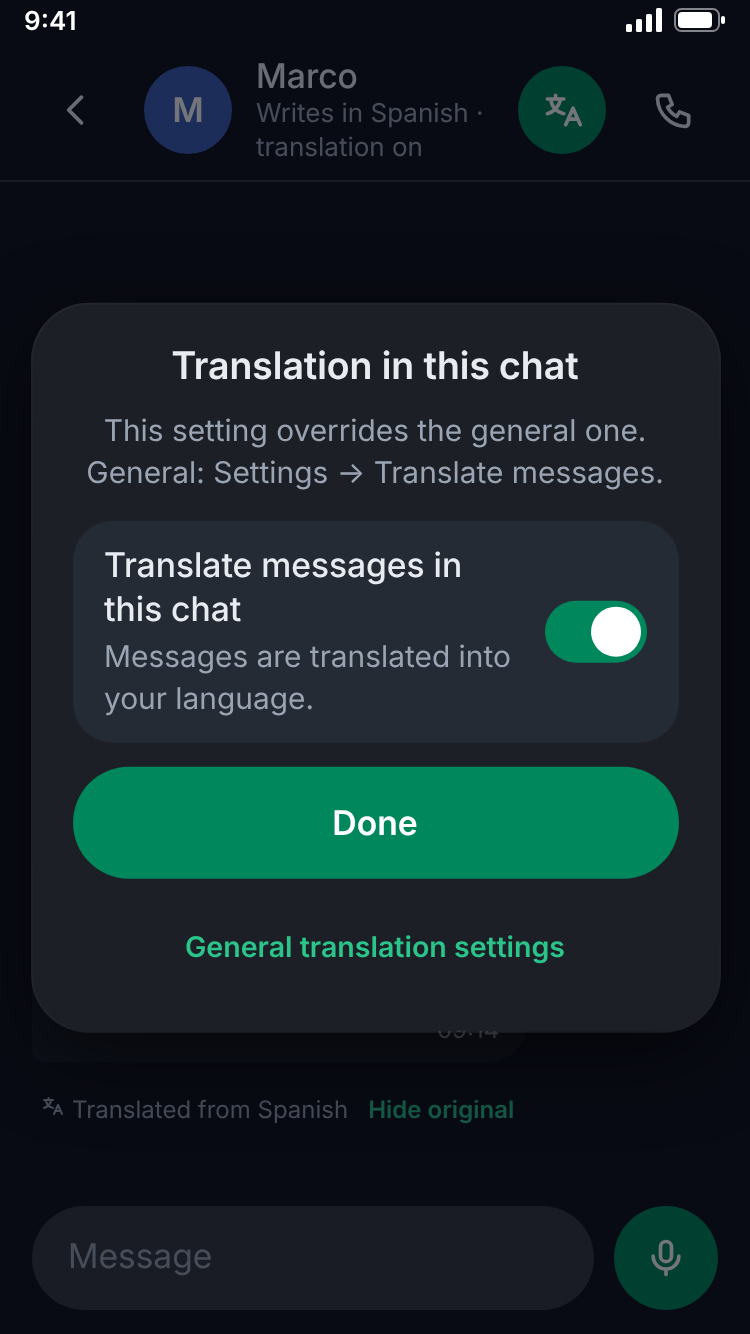 9:41
M
Marco
Writes in Spanish ·
translation on
Translation in this chat
This setting overrides the general one.
General: Settings → Translate messages.
Translate messages in
this chat
Messages are translated into
your language.
Done
General translation settings
Translated from Spanish Hide original
Message